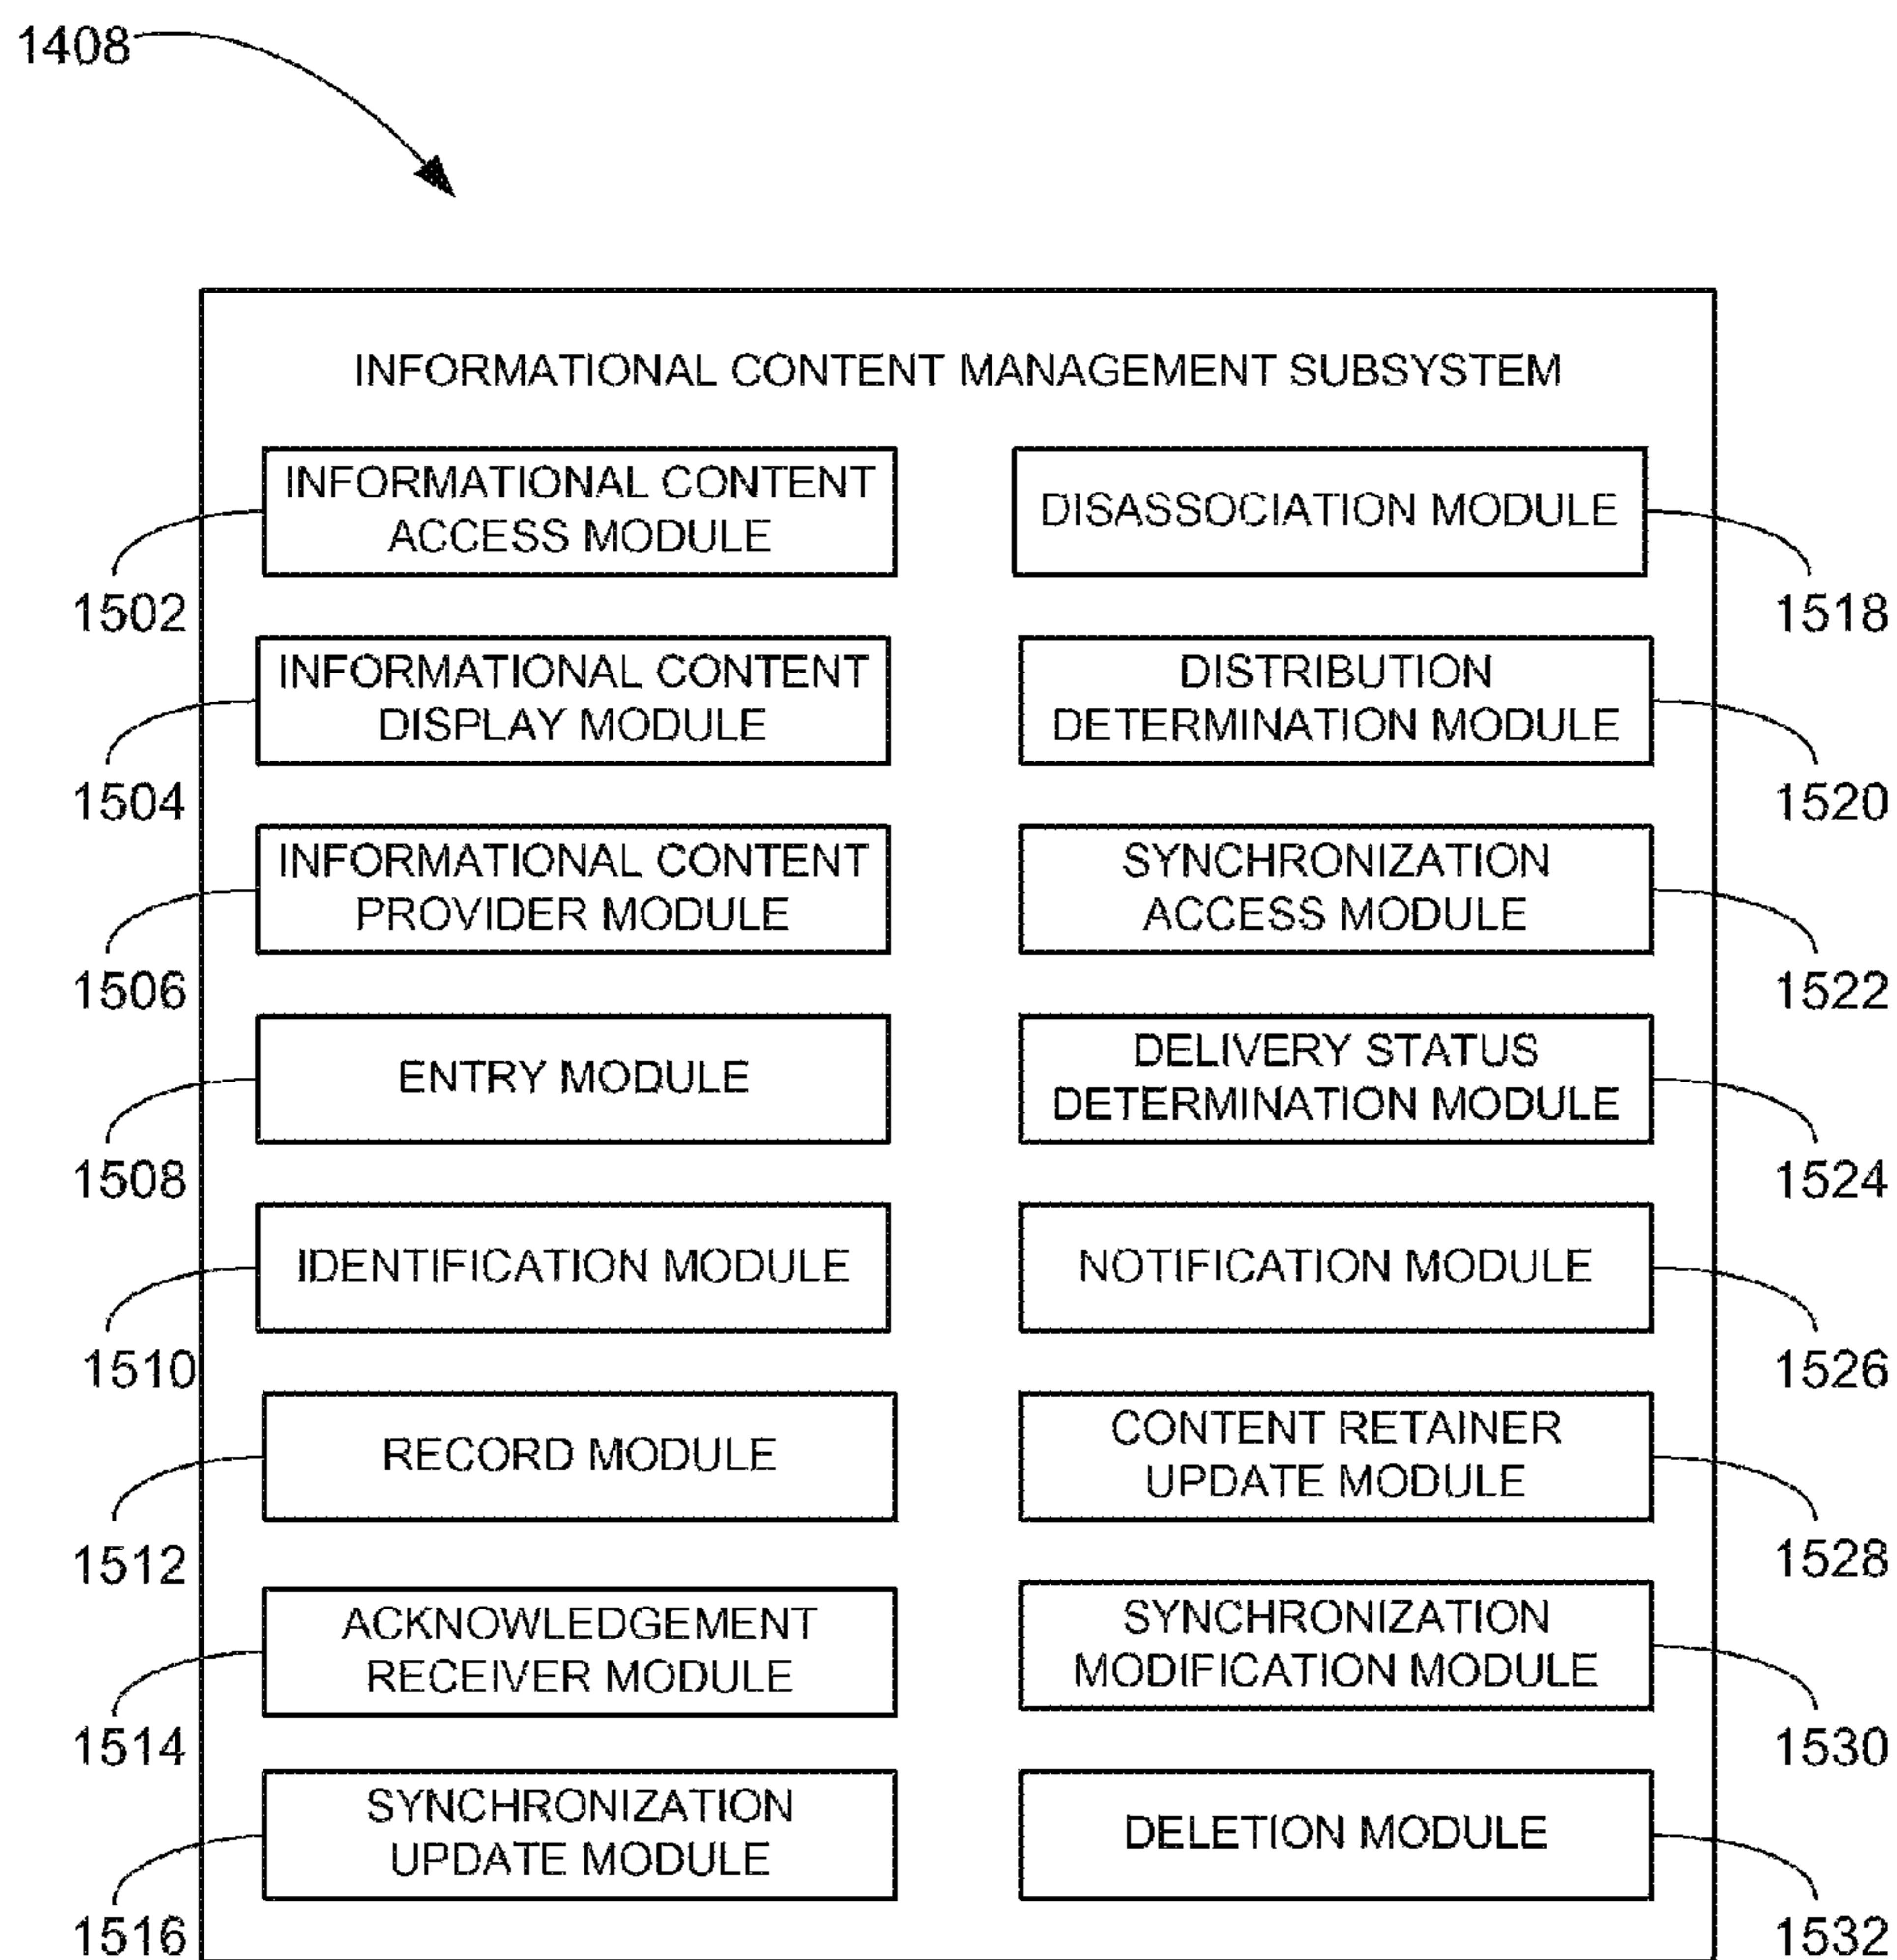 1408
INFORMATIONAL CONTENT MANAGEMENT SUBSYSTEM
INFORMATIONAL CONTENT
ACCESS MODULE
1502
INFORMATIONAL CONTENT
DISPLAY MODULE
1504
INFORMATIONAL CONTENT
PROVIDER MODULE
1506
ENTRY MODULE
1508
IDENTIFICATION MODULE
1510
RECORD MODULE
1512
ACKNOWLEDGEMENT
RECEIVER MODULE
1514
SYNCHRONIZATION
UPDATE MODULE
1516
DISASSOCIATION MODULE
1518
DISTRIBUTION
DETERMINATION MODULE
1520
SYNCHRONIZATION
ACCESS MODULE
1522
DELIVERY STATUS
DETERMINATION MODULE
1524
NOTIFICATION MODULE
1526
CONTENT RETAINER
UPDATE MODULE
1528
SYNCHRONIZATION
MODIFICATION MODULE
1530
DELETION MODULE
1532